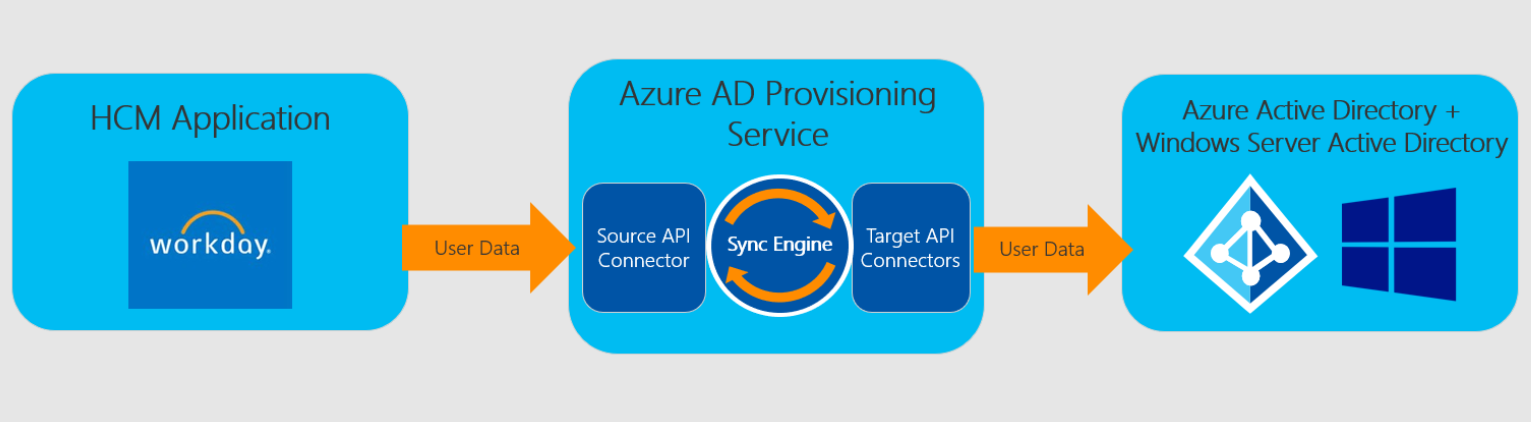 HCM Application
workday.
User Data
Azure AD Provisioning
Service
Source API
Connector
Sync Engine
Target API
Connectors
User Data
Azure Active Directory +
Windows Server Active Directory